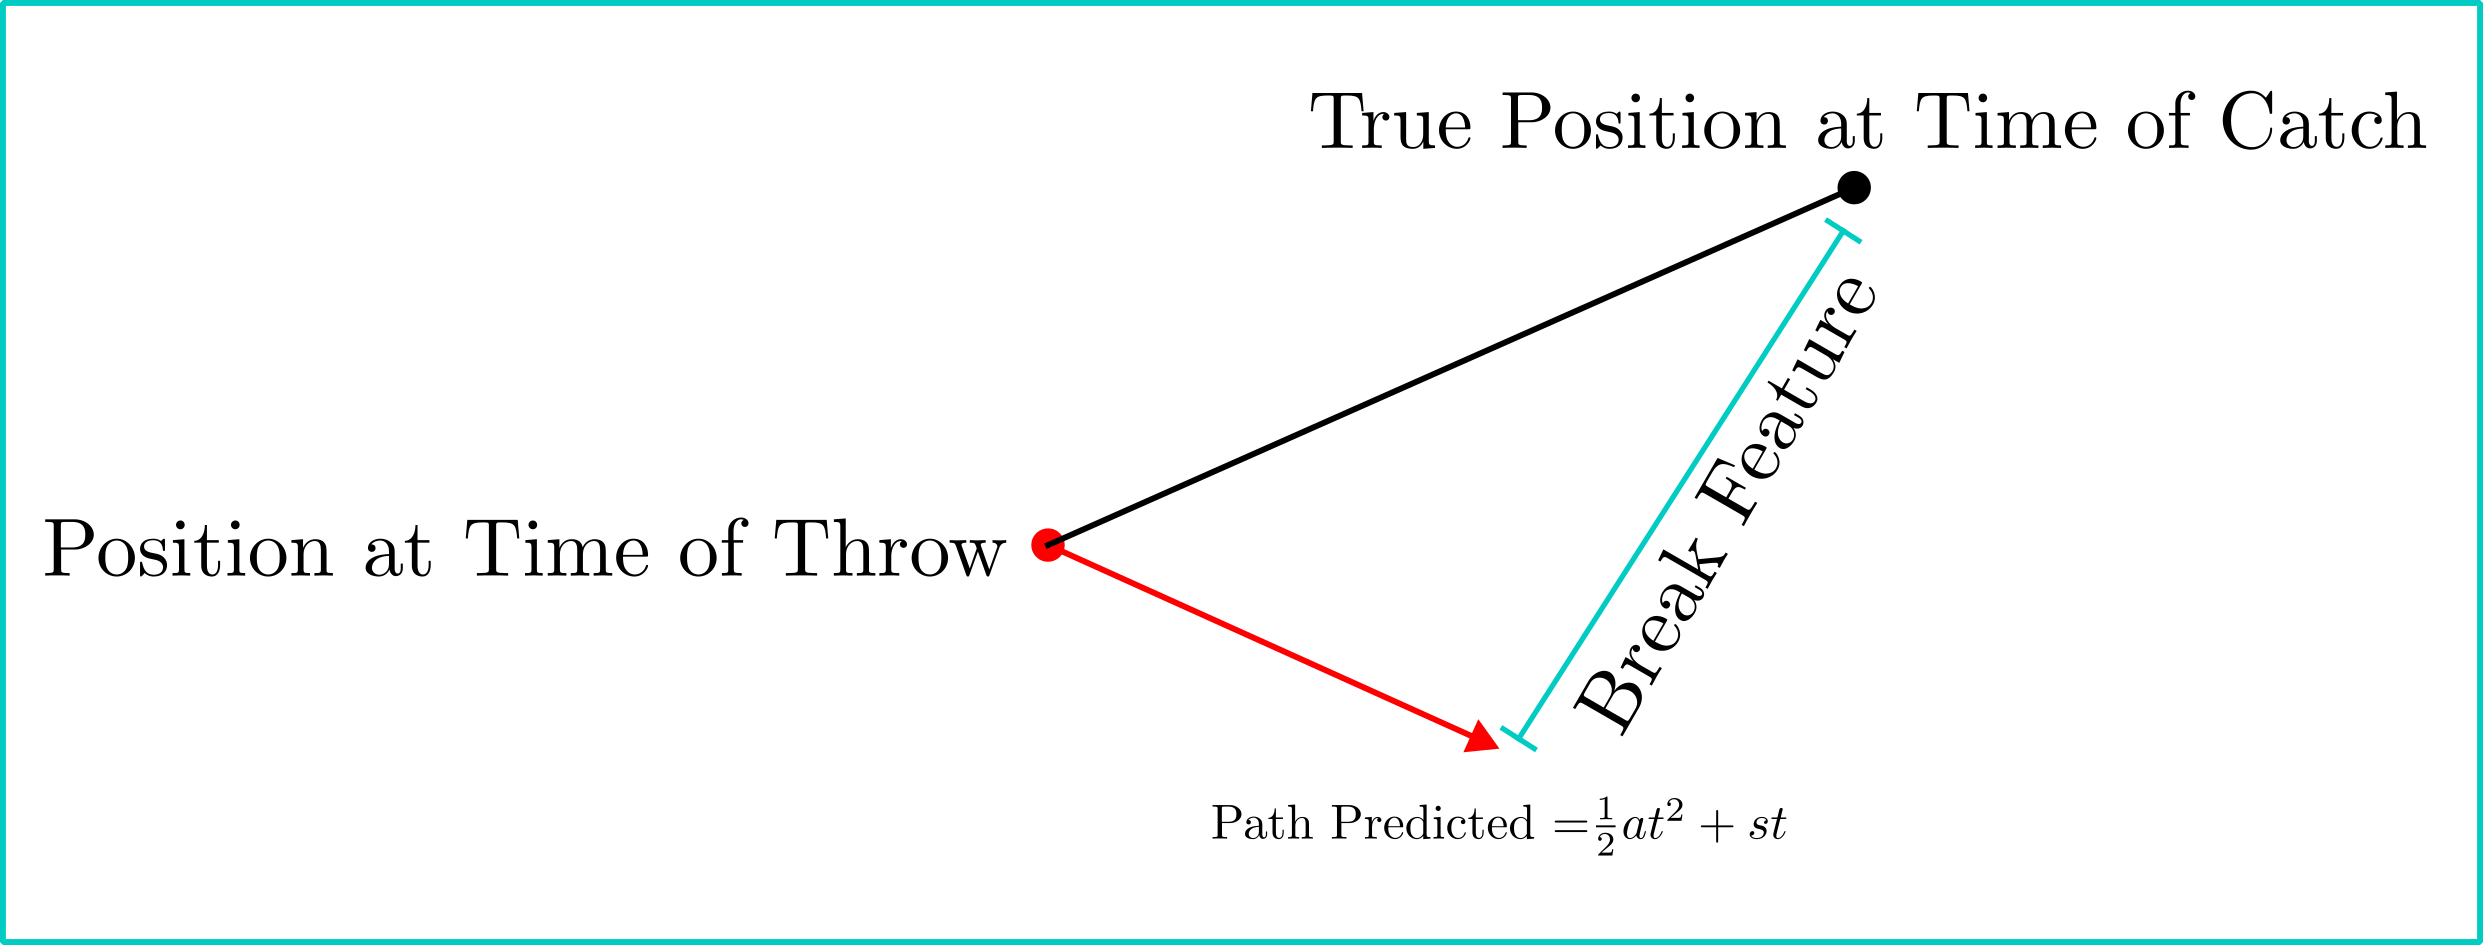 True Position at Time of Catch
Position at Time of Throw
Break Feature
Path Predicted =\frac{1}{2}at^2 + st